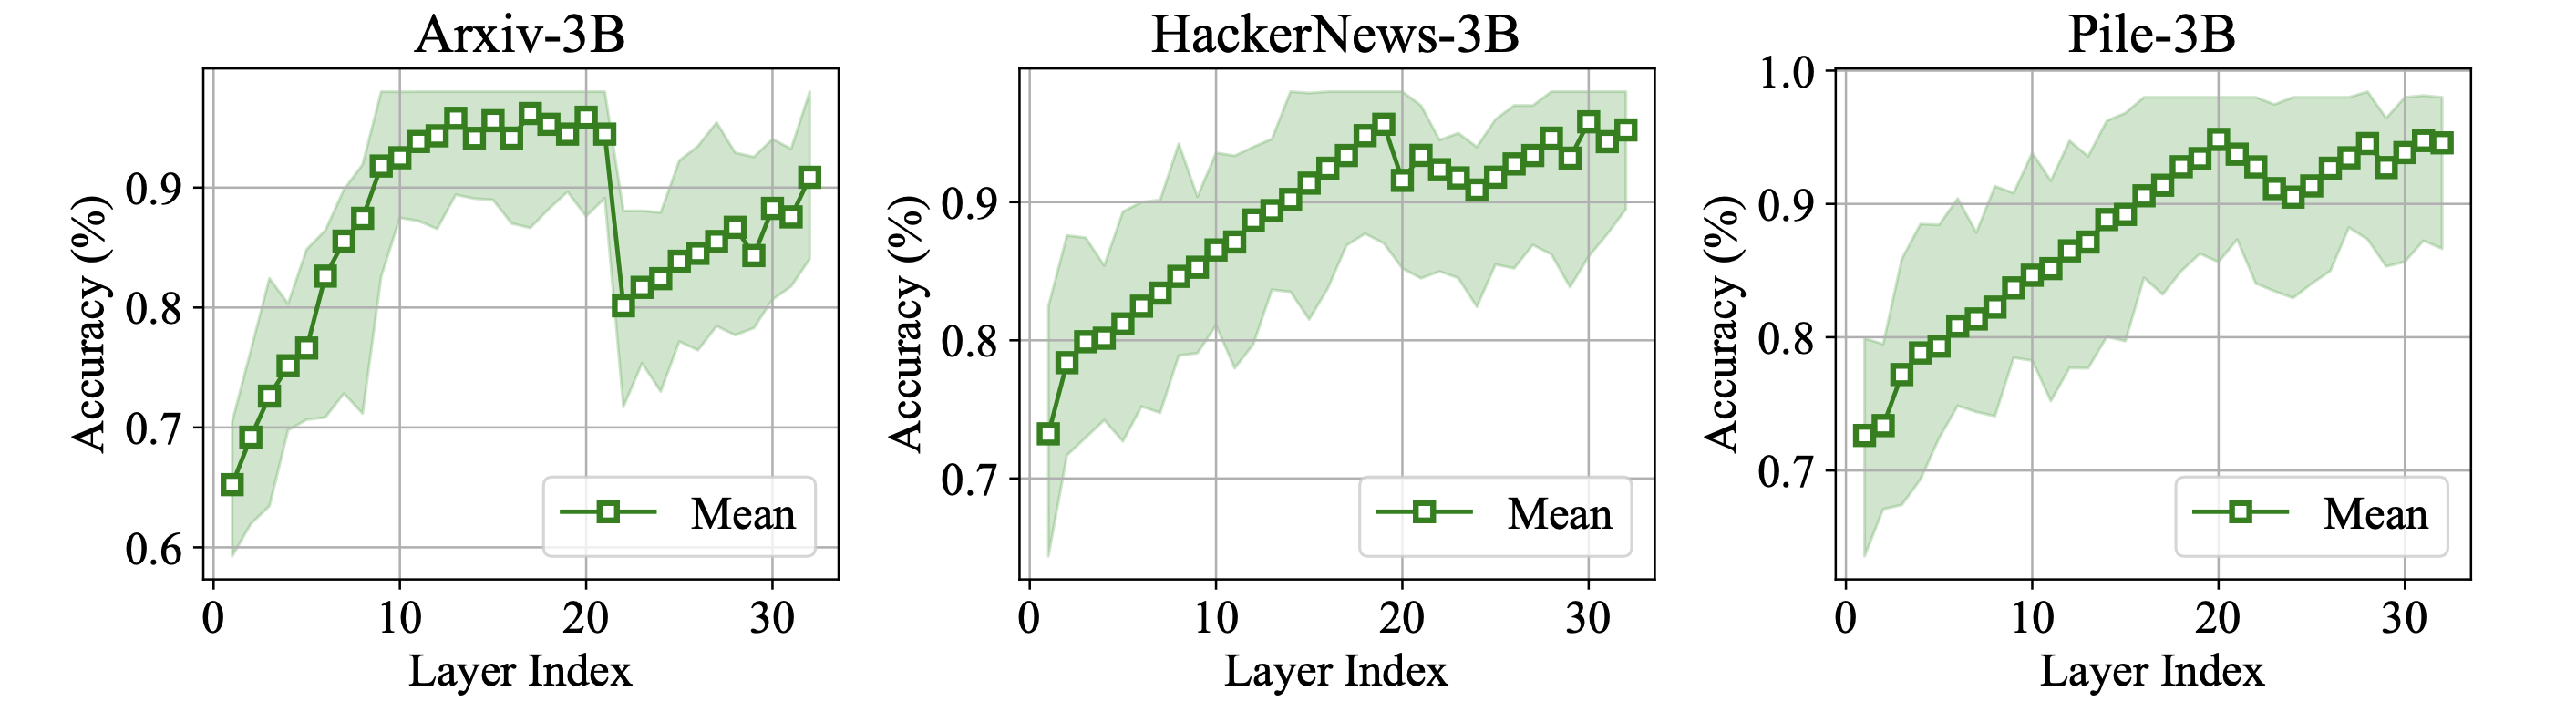 Arxiv-3B
Accuracy (%)
0.9
0.8
0.7
0.6
0 10 20 30
Layer Index
Mean
HackerNews-3B
Accuracy (%)
0.9
0.8
0.7
0 10 20 30
Layer Index
Mean
Pile-3B
Accuracy (%)
1.0
0.9
0.8
0.7
0 10 20 30
Layer Index
Mean